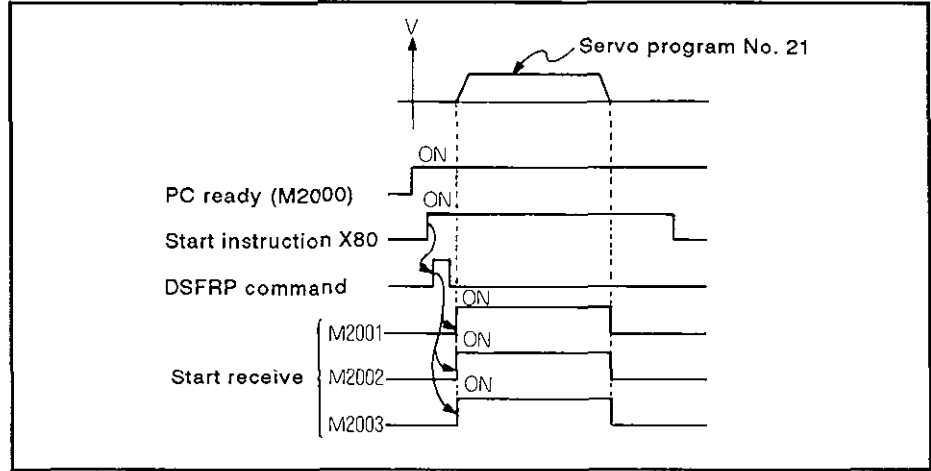 V
Servo program No. 21
ON
PC ready (M2000)
ON
Start instruction X80
DSFRP command
ON
M2001
ON
Start receive
M2002
ON
M2003